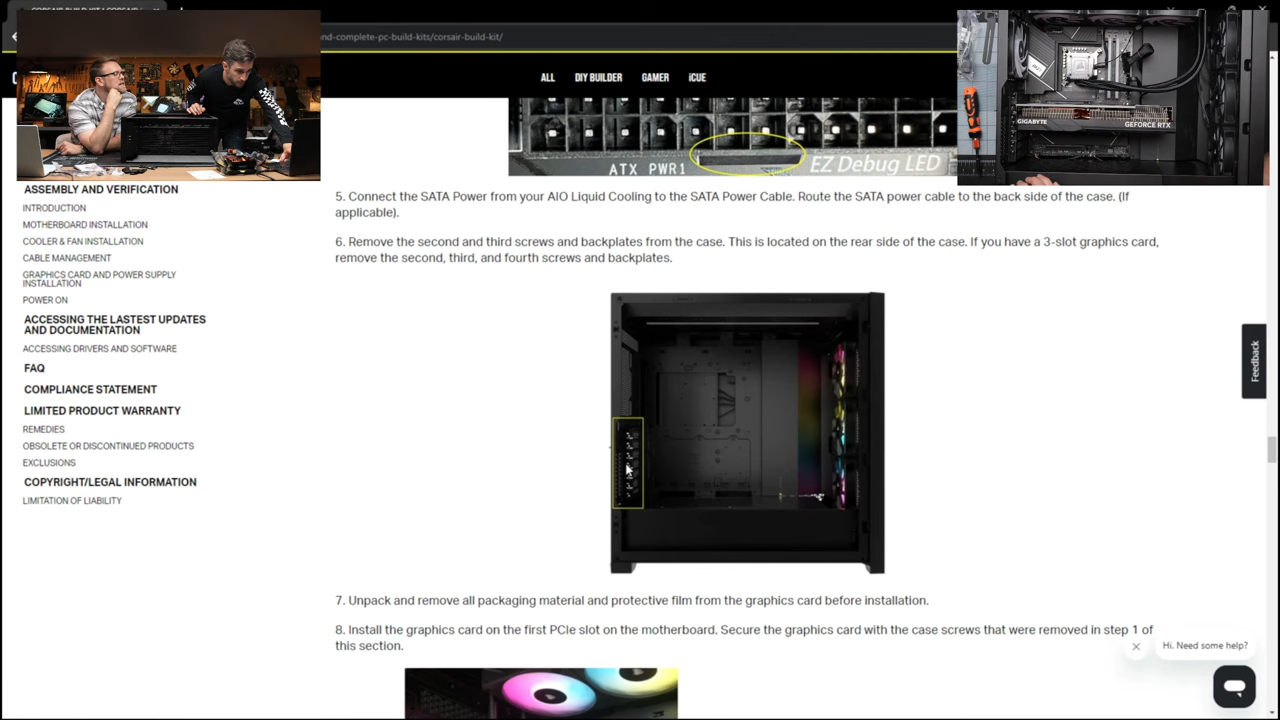 and-complete-pc-build-kits/corsair-build-kit/
ALL
DIY BUILDER
GAMER
iCUE
GIGABYTE
GEFORCE RTX
ATX PWR1
EZ Debug LED
ASSEMBLY AND VERIFICATION
INTRODUCTION
MOTHERBOARD INSTALLATION
COOLER & FAN INSTALLATION
CABLE MANAGEMENT
GRAPHICS CARD AND POWER SUPPLY
INSTALLATION
POWER ON
ACCESSING THE LASTEST UPDATES
AND DOCUMENTATION
ACCESSING DRIVERS AND SOFTWARE
FAQ
COMPLIANCE STATEMENT
LIMITED PRODUCT WARRANTY
REMEDIES
OBSOLETE OR DISCONTINUED PRODUCTS
EXCLUSIONS
COPYRIGHT/LEGAL INFORMATION
LIMITATION OF LIABILITY
5. Connect the SATA Power from your AIO Liquid Cooling to the SATA Power Cable. Route the SATA power cable to the back side of the case. (If
applicable).
6. Remove the second and third screws and backplates from the case. This is located on the rear side of the case. If you have a 3-slot graphics card,
remove the second, third, and fourth screws and backplates.
7. Unpack and remove all packaging material and protective film from the graphics card before installation.
8. Install the graphics card on the first PCIe slot on the motherboard. Secure the graphics card with the case screws that were removed in step 1 of
this section.
Feedback
Hi. Need some help?